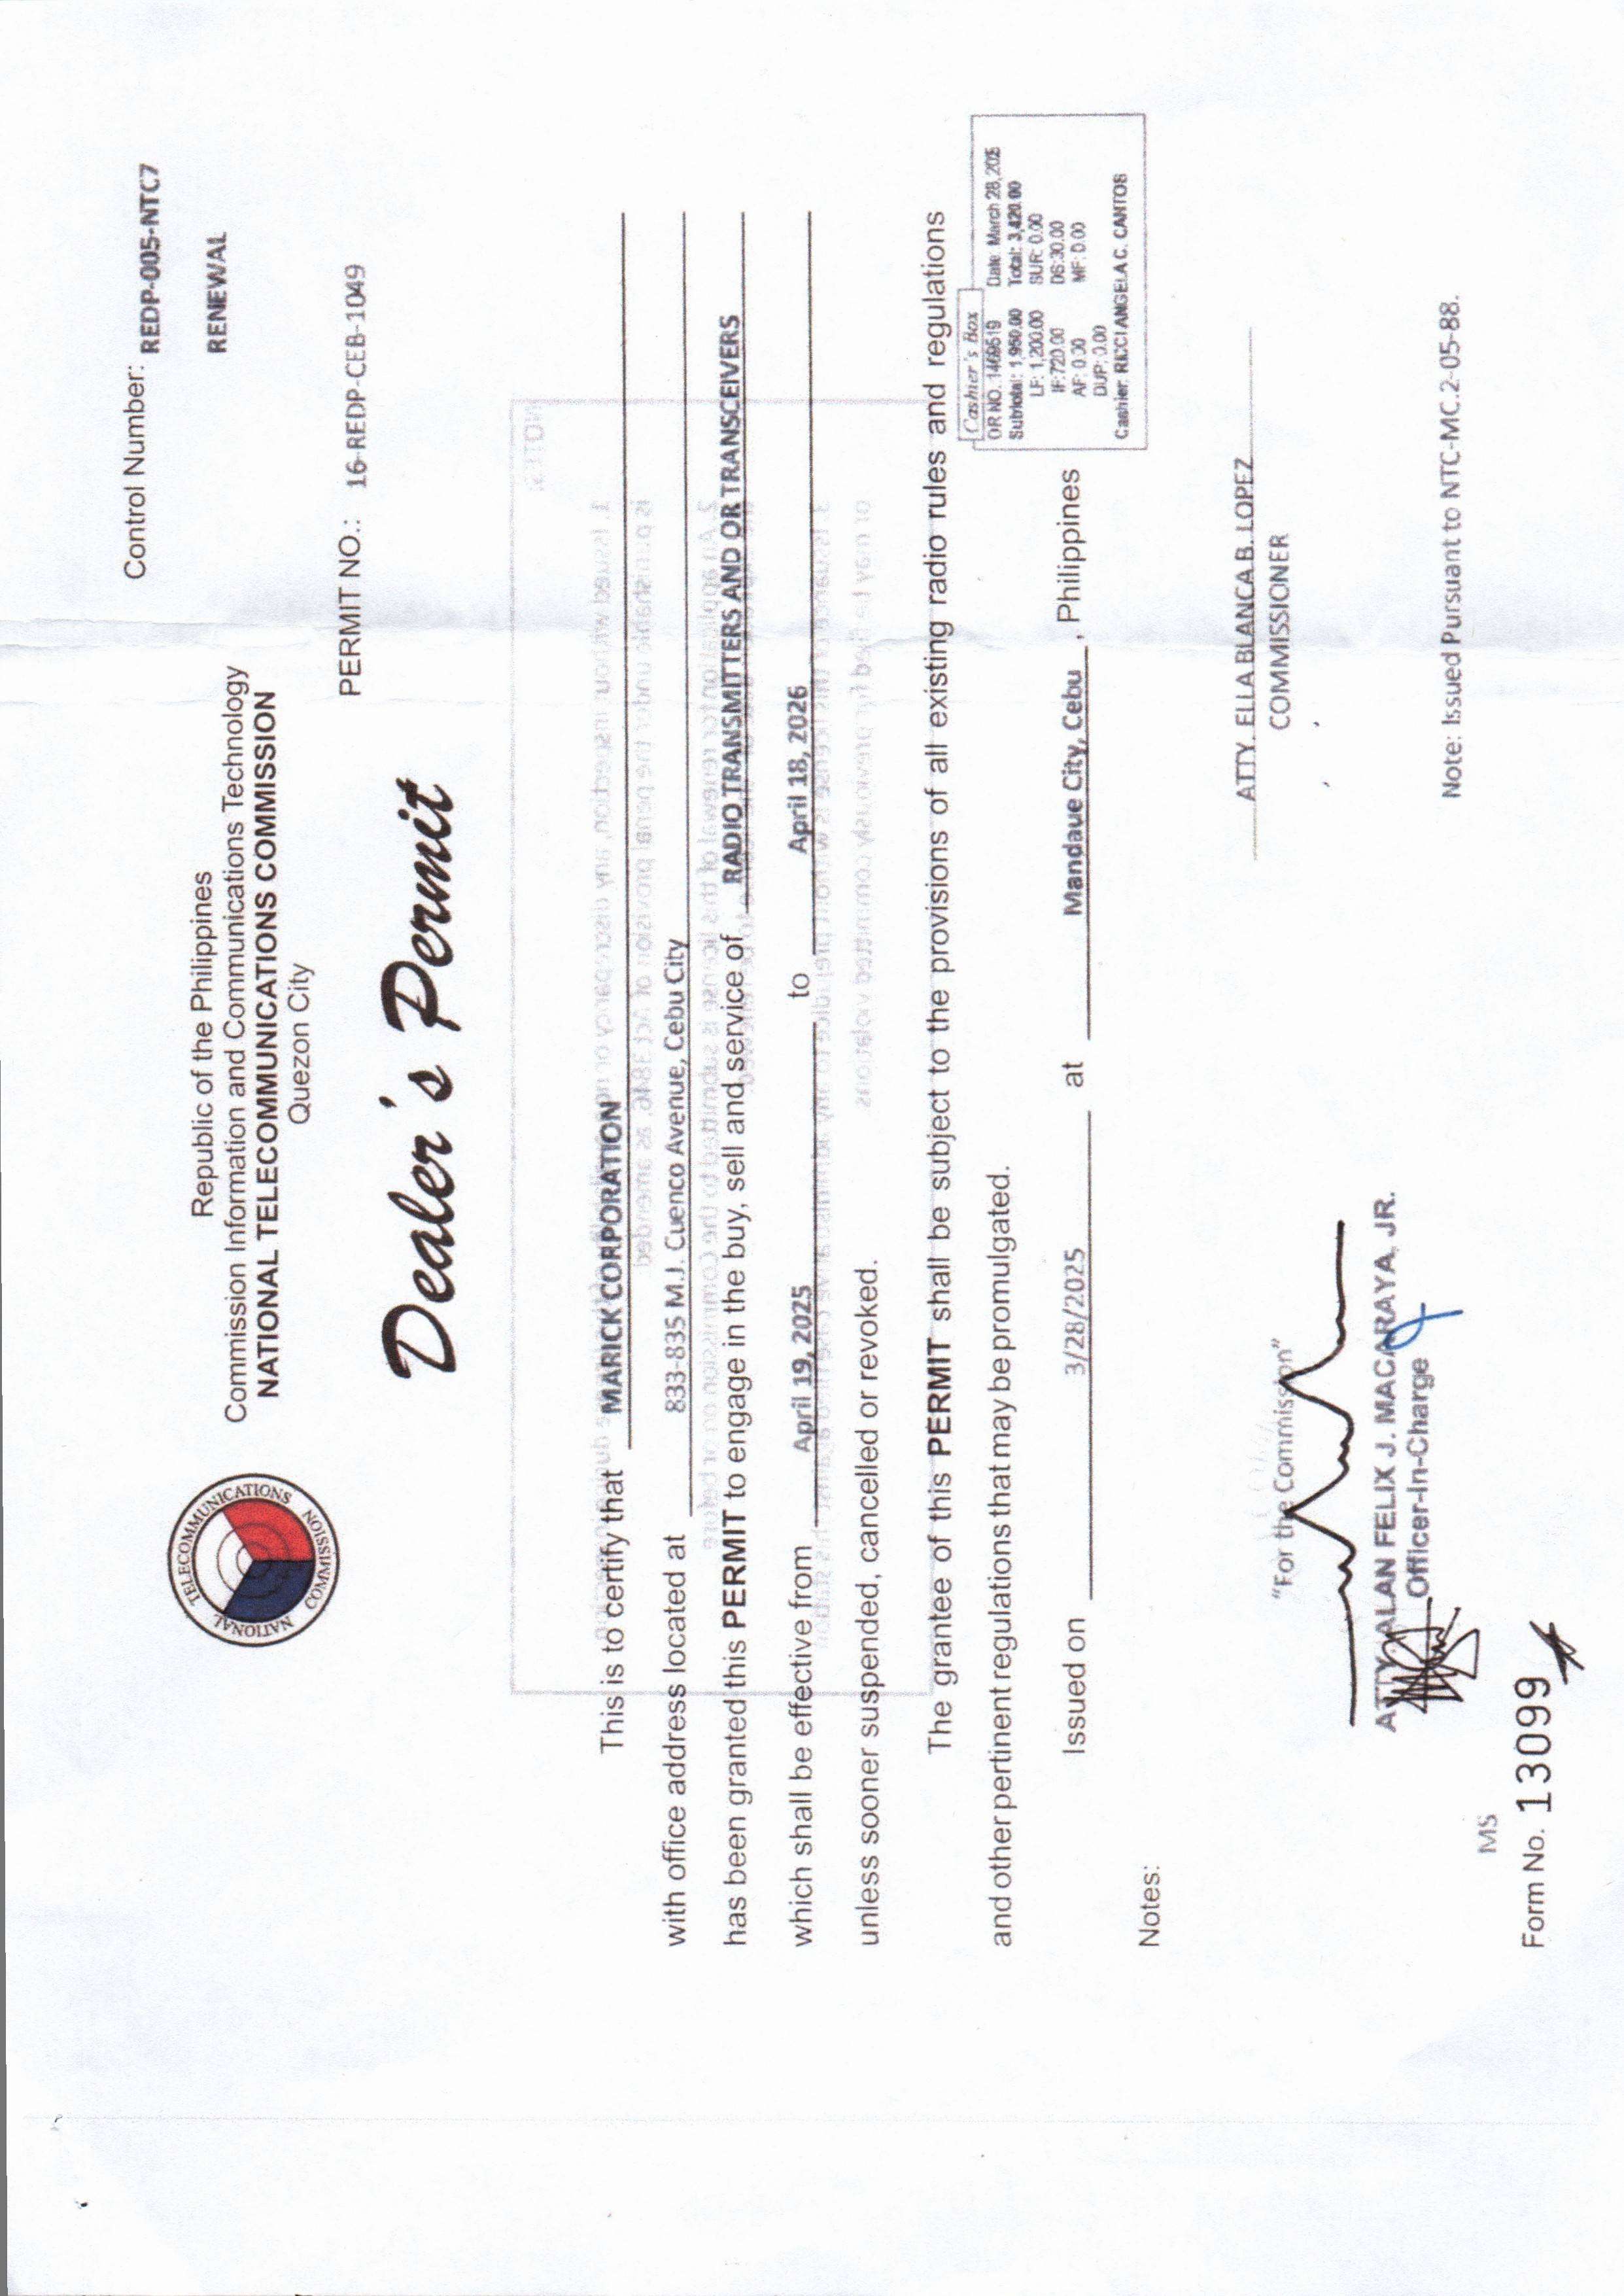 Control Number: REDP-005-NTC7
RENEWAL
TELECOMMUNICATIONS
NATIONAL COMMISSION
Republic of the Philippines
Commission Information and Communications Technology
NATIONAL TELECOMMUNICATIONS COMMISSION
Quezon City
PERMIT NO.: 16-REDP-CEB-1049
Dealer's Permit
This is to certify that MARICK CORPORATION
with office address located at 833-835 M.J. Cuenco Avenue, Cebu City
has been granted this PERMIT to engage in the buy, sell and service of RADIO TRANSMITTERS AND OR TRANSCEIVERS
which shall be effective from April 19, 2025 to April 18, 2026
unless sooner suspended, cancelled or revoked.
The grantee of this PERMIT shall be subject to the provisions of all existing radio rules and regulations
and other pertinent regulations that may be promulgated.
Issued on 3/28/2025 at Mandaue City, Cebu, Philippines
Cashier's Box
OR NO. 1469519 Date: March 28, 2025
Subtotal: 1,950.00 Total: 3,420.00
LF: 1,200.00 SUR: 0.00
IF: 720.00 DS: 30.00
AF: 0.00 MF: 0.00
DUP: 0.00
Cashier: RICCI ANGELA C. CANTOS
Notes:
ATTY. ELLA BLANCA B. LOPEZ
COMMISSIONER
"For the Commission"
ATTY. ALAN FELIX J. MACARAYA, JR.
Officer-In-Charge
Note: Issued Pursuant to NTC-MC.2-05-88.
MS
Form No. 13099